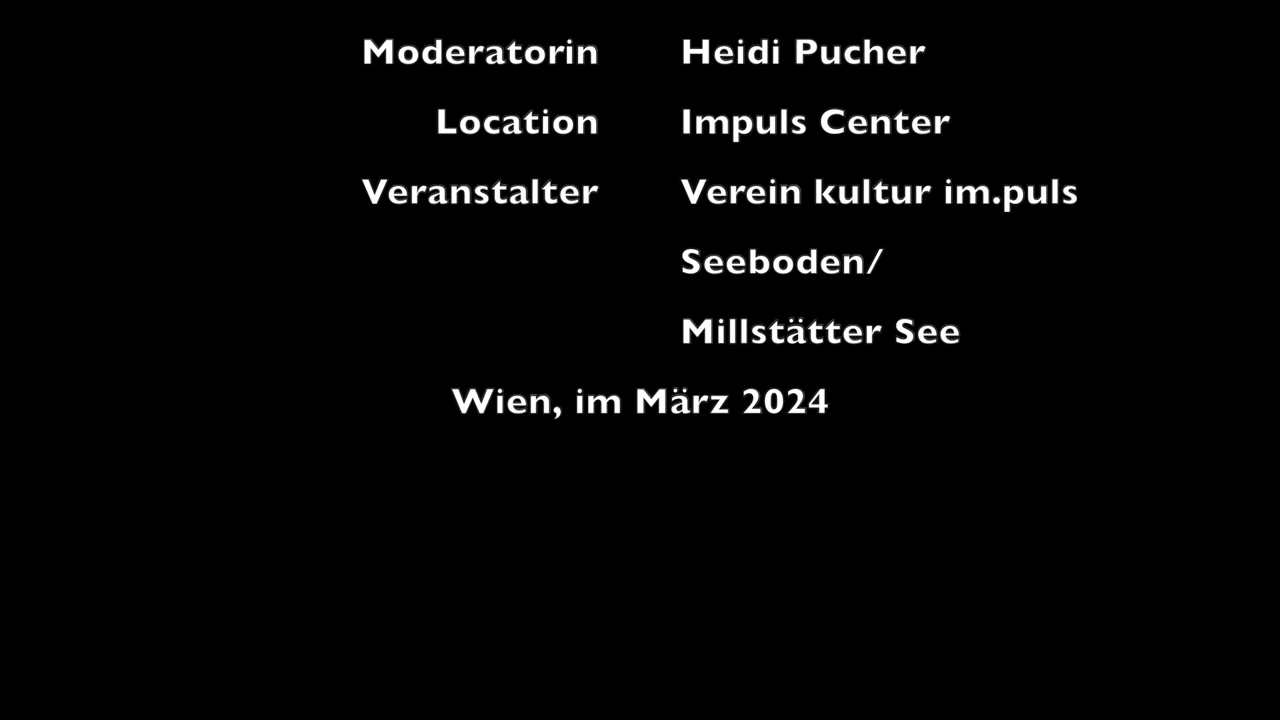 Moderatorin Heidi Pucher
Location Impuls Center
Veranstalter Verein kultur im.puls
Seeboden/
Millstätter See
Wien, im März 2024